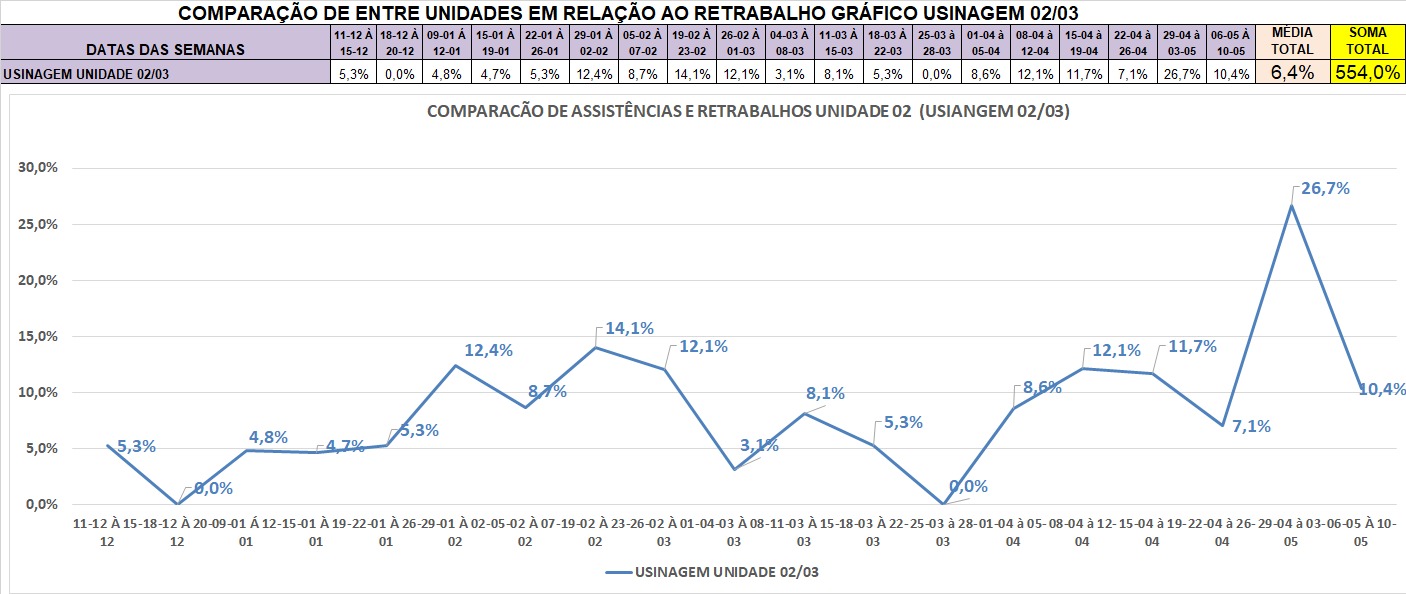 COMPARAÇÃO DE ENTRE UNIDADES EM RELAÇÃO AO RETRABALHO GRÁFICO USINAGEM 02/03
DATAS DAS SEMANAS 11-12 À 15-12 18-12 À 20-12 09-01 À 12-01 15-01 À 19-01 22-01 À 26-01 29-01 À 02-02 05-02 À 07-02 19-02 À 23-02 26-02 À 01-03 04-03 À 08-03 11-03 À 15-03 18-03 À 22-03 25-03 à 28-03 01-04 à 05-04 08-04 à 12-04 15-04 à 19-04 22-04 à 26-04 29-04 à 03-05 06-05 À 10-05 MÉDIA TOTAL SOMA TOTAL
USINAGEM UNIDADE 02/03 5,3% 0,0% 4,8% 4,7% 5,3% 12,4% 8,7% 14,1% 12,1% 3,1% 8,1% 5,3% 0,0% 8,6% 12,1% 11,7% 7,1% 26,7% 10,4% 6,4% 554,0%
COMPARACÃO DE ASSISTÊNCIAS E RETRABALHOS UNIDADE 02 (USIANGEM 02/03)
30,0%
25,0%
20,0%
15,0%
10,0%
5,0%
0,0%
5,3% 0,0% 4,8% 4,7% 5,3% 12,4% 8,7% 14,1% 12,1% 3,1% 8,1% 5,3% 0,0% 8,6% 12,1% 11,7% 7,1% 26,7% 10,4%
11-12 À 15-18-12 À 20-09-01 À 12-15-01 À 19-22-01 À 26-29-01 À 02-05-02 À 07-19-02 À 23-26-02 À 01-04-03 À 08-11-03 À 15-18-03 À 22-25-03 à 28-01-04 à 05-08-04 à 12-15-04 à 19-22-04 à 26-29-04 à 03-06-05 À 10-
12 12 01 01 01 02 02 02 03 03 03 03 03 04 04 04 04 05 05
USINAGEM UNIDADE 02/03